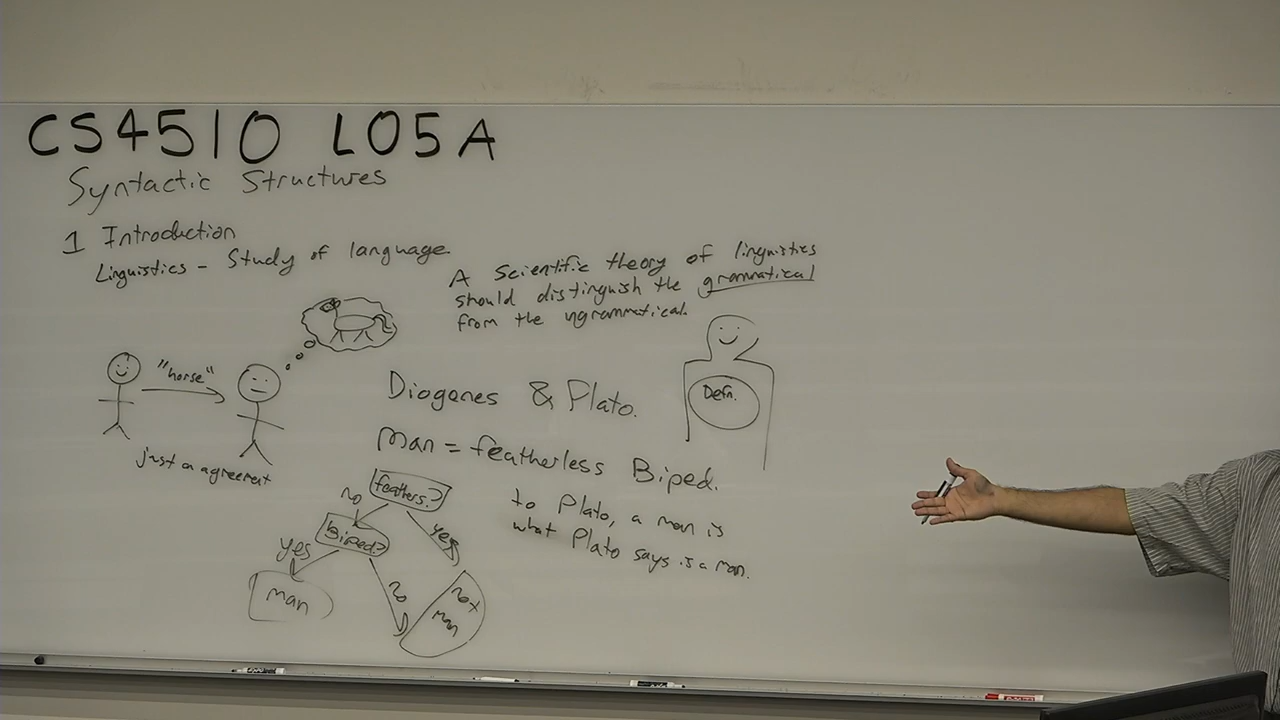 CS4510 L05A
Syntactic Structures
1 Introduction
Linguistics - Study of language
A scientific theory of linguistics
should distinguish the grammatical
from the ungrammatical.
"horse"
just an agreement
Diogenes & Plato.
Defn.
man = featherless Biped.
to Plato, a man is
what Plato says is a man.
feathers?
no
yes
Biped?
yes
no
man
not
man